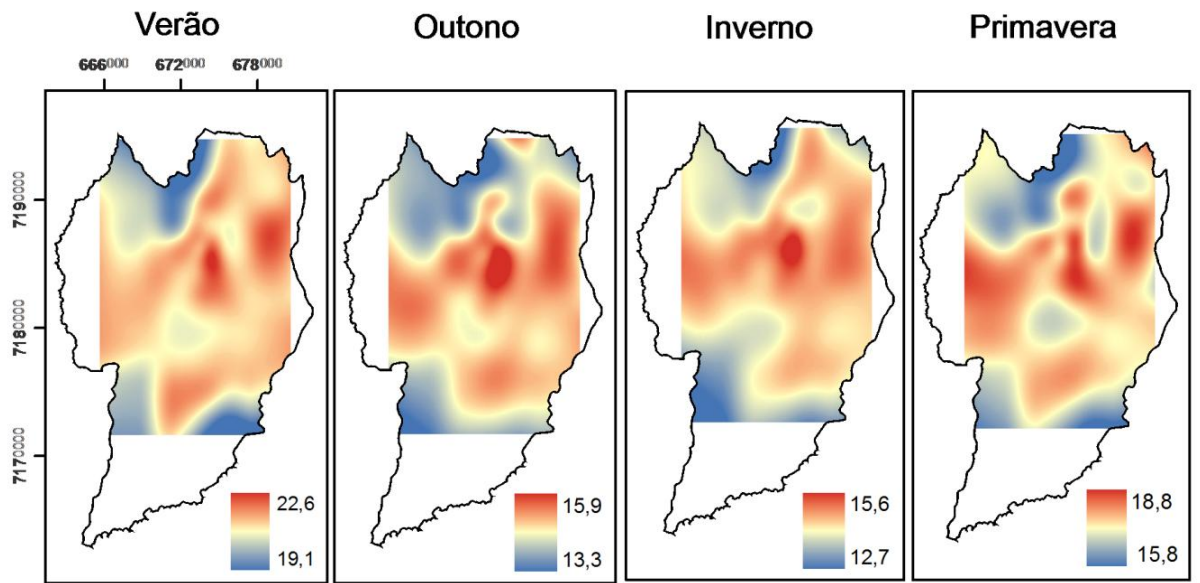 Verão Outono Inverno Primavera
666000 672000 678000
7190000
7180000
7170000
22,6 15,9 15,6 18,8
19,1 13,3 12,7 15,8